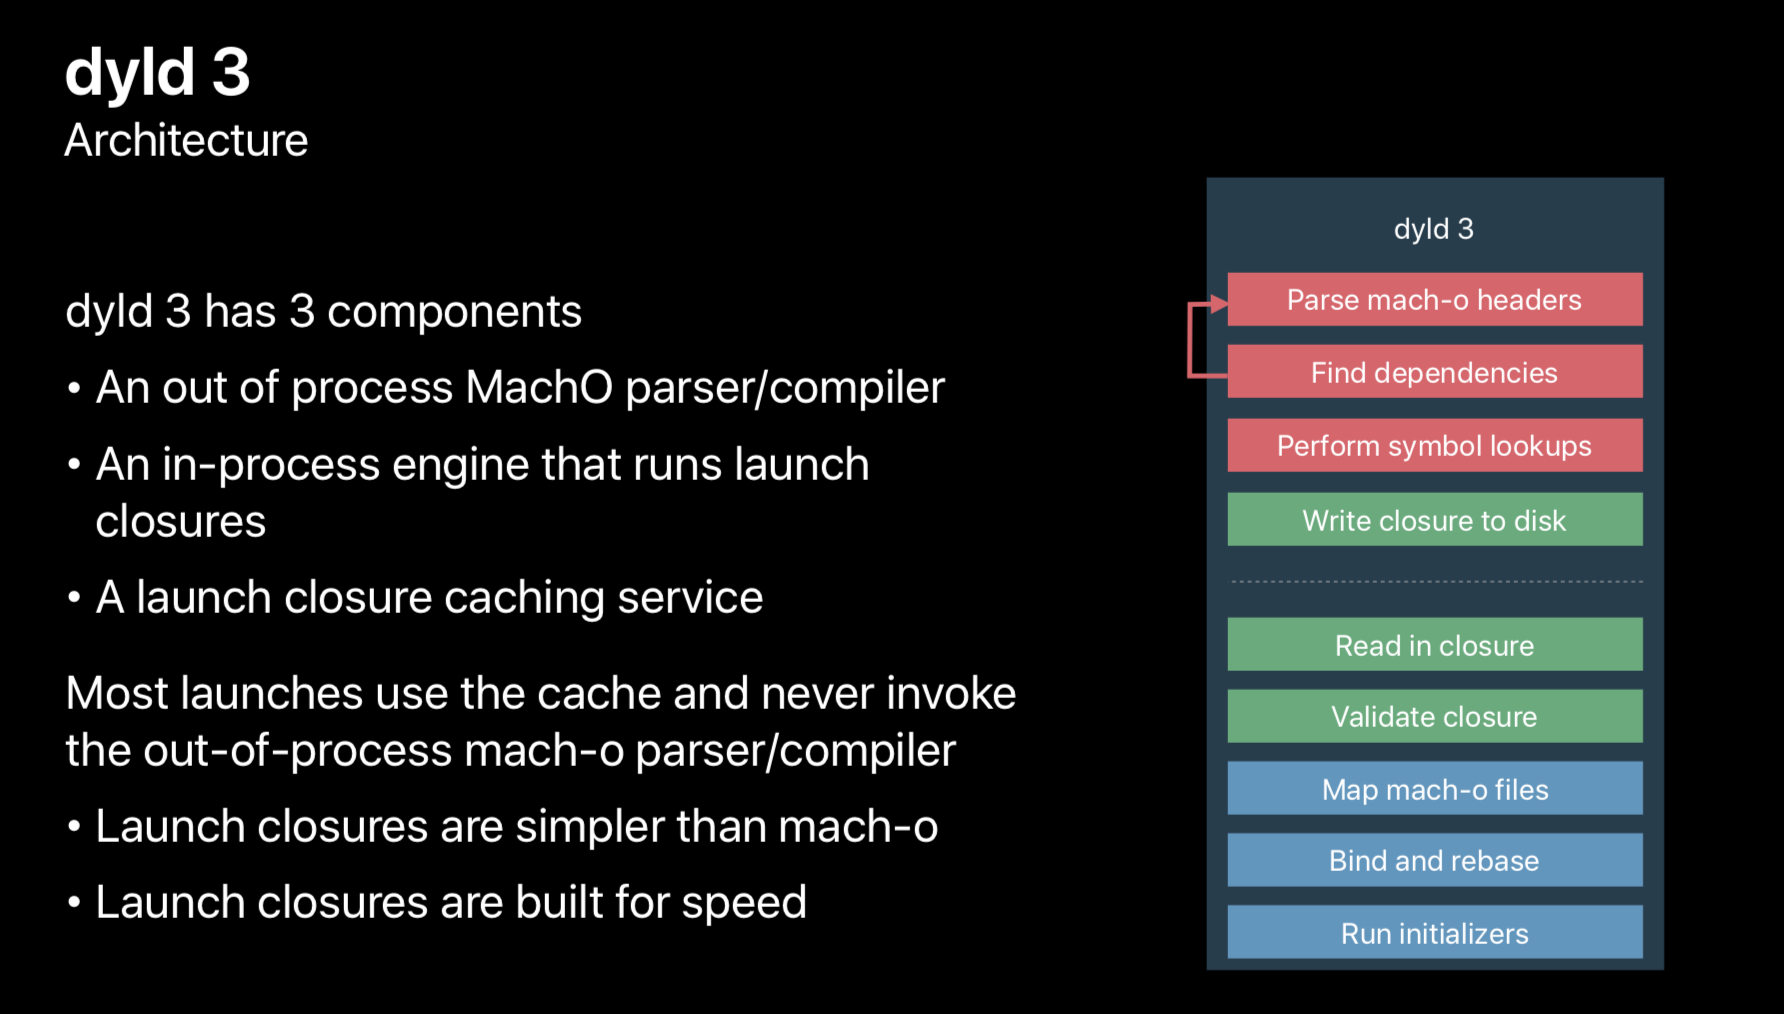 dyld 3
Architecture
dyld 3 has 3 components
• An out of process MachO parser/compiler
• An in-process engine that runs launch
closures
• A launch closure caching service
Most launches use the cache and never invoke
the out-of-process mach-o parser/compiler
• Launch closures are simpler than mach-o
• Launch closures are built for speed
dyld 3
Parse mach-o headers
Find dependencies
Perform symbol lookups
Write closure to disk
Read in closure
Validate closure
Map mach-o files
Bind and rebase
Run initializers